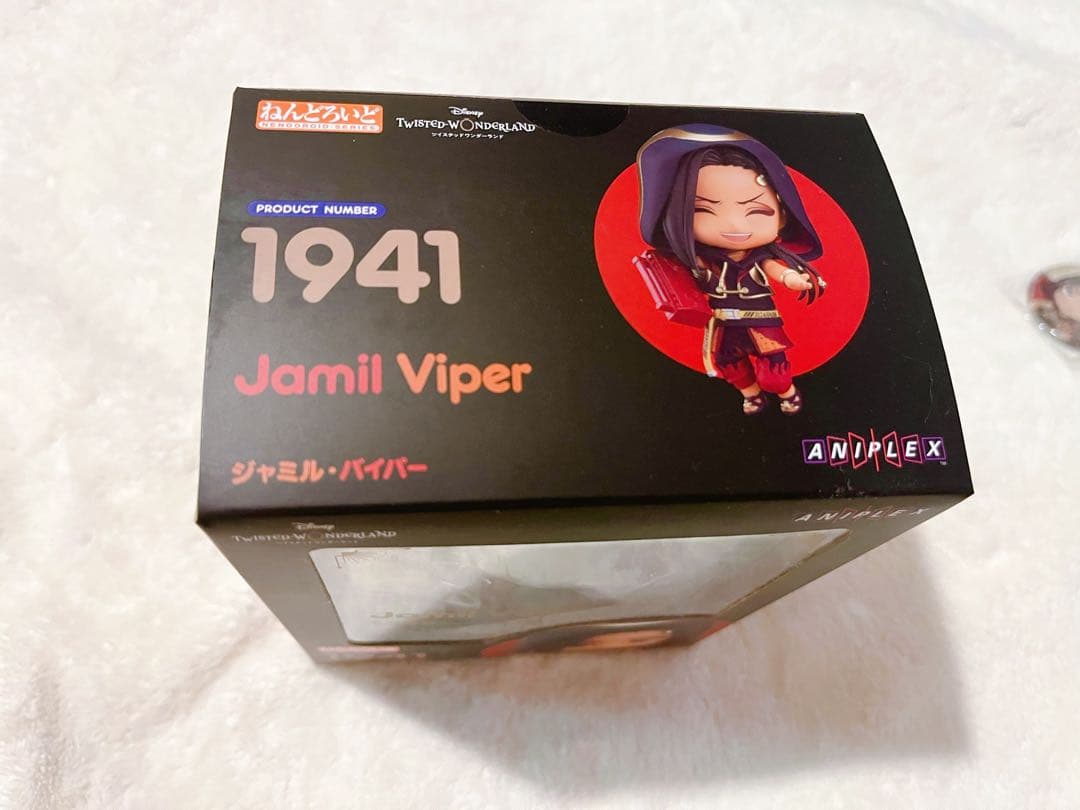 ねんどろいど
NENDOROID SERIES
Disney
TWISTED-WONDERLAND
ツイステッドワンダーランド
PRODUCT NUMBER
1941
Jamil Viper
ジャミル・バイパー
ANIPLEX
Disney
TWISTED-WONDERLAND
ANIPLEX